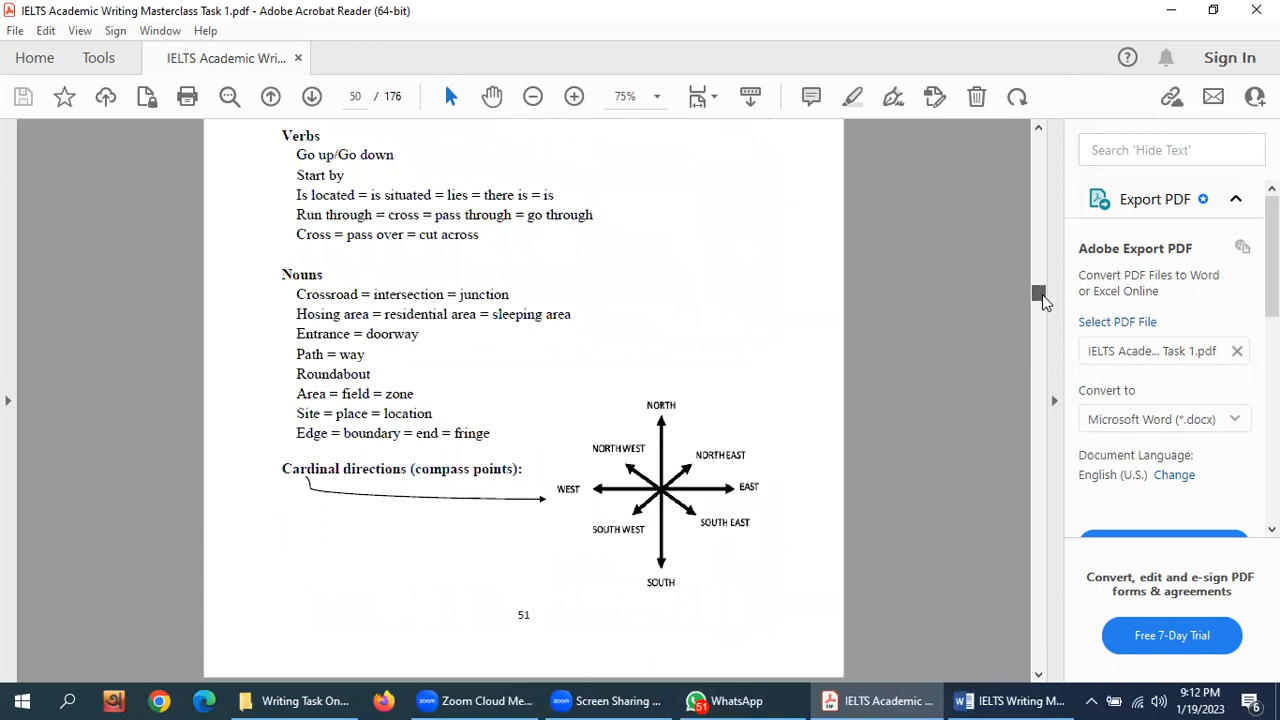 IELTS Academic Writing Masterclass Task 1.pdf - Adobe Acrobat Reader (64-bit)
File Edit View Sign Window Help
Home Tools IELTS Academic Wri...
Sign In
50 / 176
75%
Verbs
Go up/Go down
Start by
Is located = is situated = lies = there is = is
Run through = cross = pass through = go through
Cross = pass over = cut across
Nouns
Crossroad = intersection = junction
Hosing area = residential area = sleeping area
Entrance = doorway
Path = way
Roundabout
Area = field = zone
Site = place = location
Edge = boundary = end = fringe
Cardinal directions (compass points):
NORTH
NORTH WEST
NORTH EAST
WEST
EAST
SOUTH WEST
SOUTH EAST
SOUTH
51
Search 'Hide Text'
Export PDF
Adobe Export PDF
Convert PDF Files to Word
or Excel Online
Select PDF File
IELTS Acade... Task 1.pdf
Convert to
Microsoft Word (*.docx)
Document Language:
English (U.S.) Change
Convert, edit and e-sign PDF
forms & agreements
Free 7-Day Trial
Writing Task On...
zoom
Zoom Cloud Me...
zoom
Screen Sharing ...
51
WhatsApp
IELTS Academic ...
IELTS Writing M...
9:12 PM
1/19/2023
6